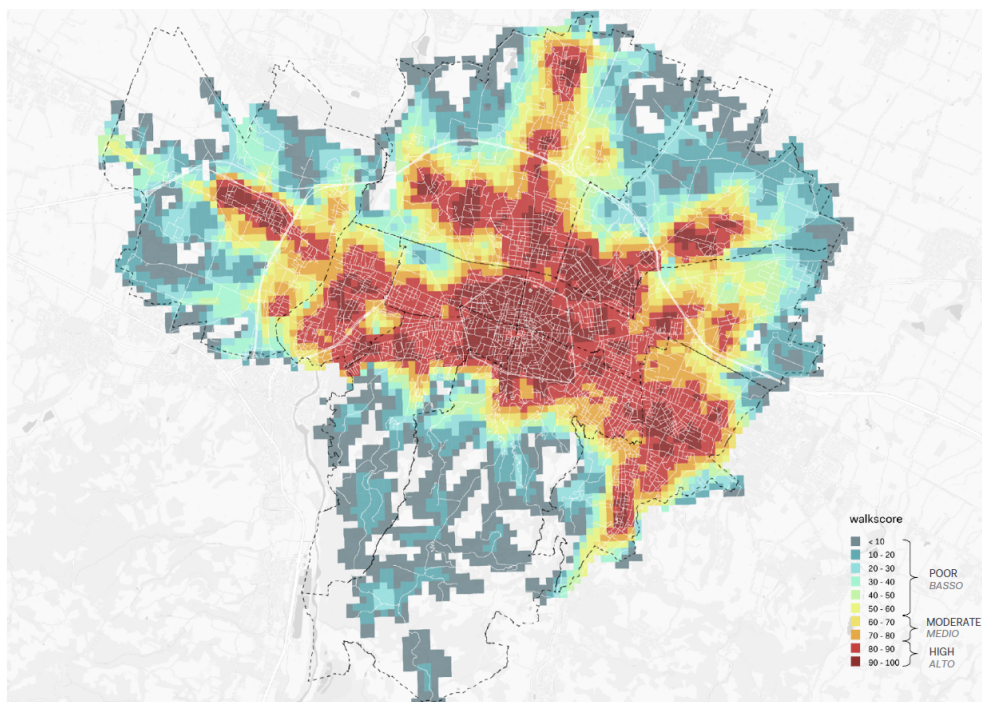 walkscore
< 10
10 - 20
20 - 30
30 - 40
40 - 50
50 - 60
60 - 70
70 - 80
80 - 90
90 - 100
POOR
BASSO
MODERATE
MEDIO
HIGH
ALTO